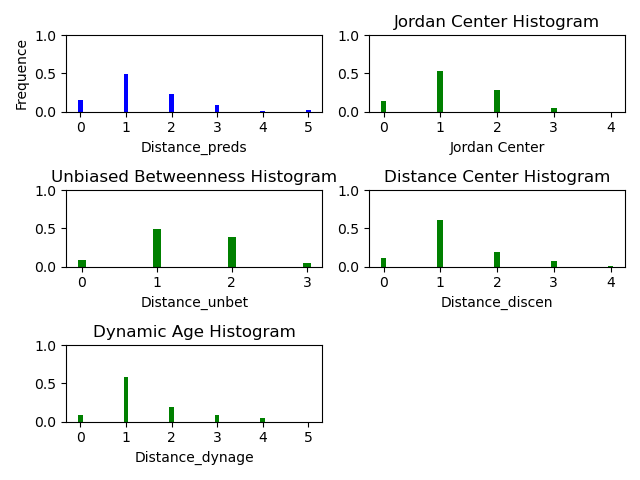 Jordan Center Histogram
Frequence
1.0
0.5
0.0
0 1 2 3 4 5
Distance_preds
1.0
0.5
0.0
0 1 2 3 4
Jordan Center
Unbiased Betweenness Histogram
1.0
0.5
0.0
0 1 2 3
Distance_unbet
Distance Center Histogram
1.0
0.5
0.0
0 1 2 3 4
Distance_discen
Dynamic Age Histogram
1.0
0.5
0.0
0 1 2 3 4 5
Distance_dynage